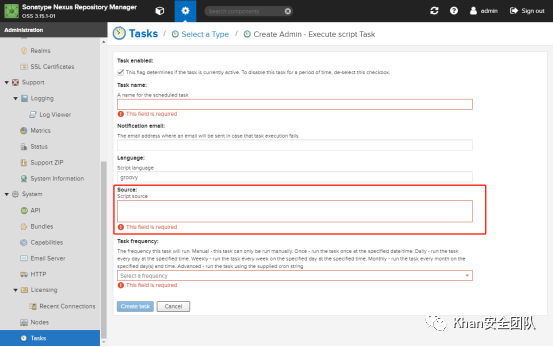 Sonatype Nexus Repository Manager
OSS 3.15.1-01
Search components
admin
Sign out
Administration
Realms
SSL Certificates
Support
Logging
Log Viewer
Metrics
Status
Support ZIP
System Information
System
API
Bundles
Capabilities
Email Server
HTTP
Licensing
Recent Connections
Nodes
Tasks
Tasks / Select a Type / Create Admin - Execute script Task
Task enabled:
This flag determines if the task is currently active. To disable this task for a period of time, de-select this checkbox.
Task name:
A name for the scheduled task
This field is required
Notification email:
The email address where an email will be sent in case that task execution fails
Language:
Script language
groovy
Source:
Script source
This field is required
Task frequency:
The frequency this task will run. Manual - this task can only be run manually. Once - run the task once at the specified date/time. Daily - run the task
every day at the specified time. Weekly - run the task every week on the specified day at the specified time. Monthly - run the task every month on the
specified day(s) and time. Advanced - run the task using the supplied cron string.
Select a frequency
This field is required
Create task
Cancel
Khan安全团队